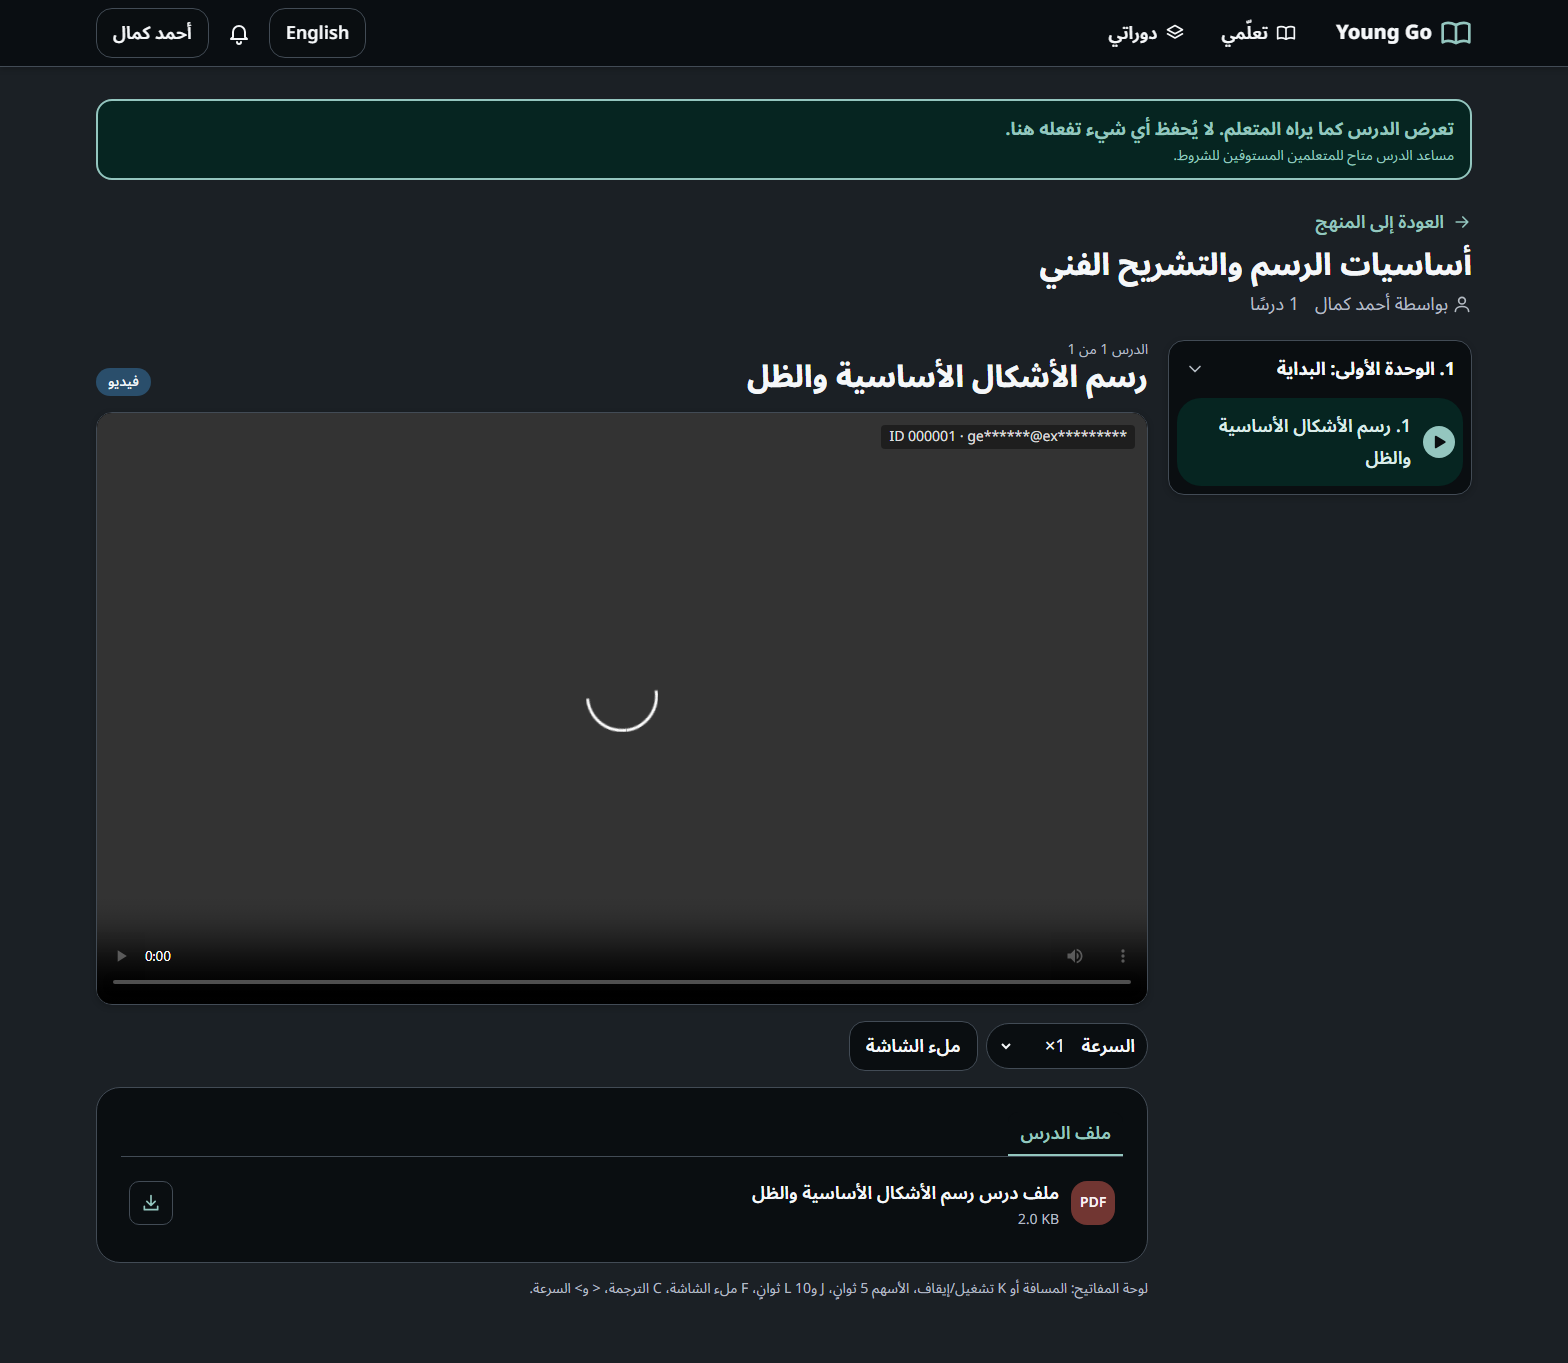 Young Go
تعلّمي
دوراتي
English
أحمد كمال
تعرض الدرس كما يراه المتعلم. لا يُحفظ أي شيء تفعله هنا.
مساعد الدرس متاح للمتعلمين المستوفين للشروط.
العودة إلى المنهج
أساسيات الرسم والتشريح الفني
بواسطة أحمد كمال 1 درسًا
1. الوحدة الأولى: البداية
1. رسم الأشكال الأساسية
والظل
الدرس 1 من 1
رسم الأشكال الأساسية والظل
فيديو
ID 000001 · ge******@ex*********
0:00
السرعة
1×
ملء الشاشة
ملف الدرس
PDF
ملف درس رسم الأشكال الأساسية والظل
2.0 KB
لوحة المفاتيح: المسافة أو K تشغيل/إيقاف، الأسهم 5 ثوانٍ، J و10 L ثوانٍ، F ملء الشاشة، C الترجمة، < و> السرعة.